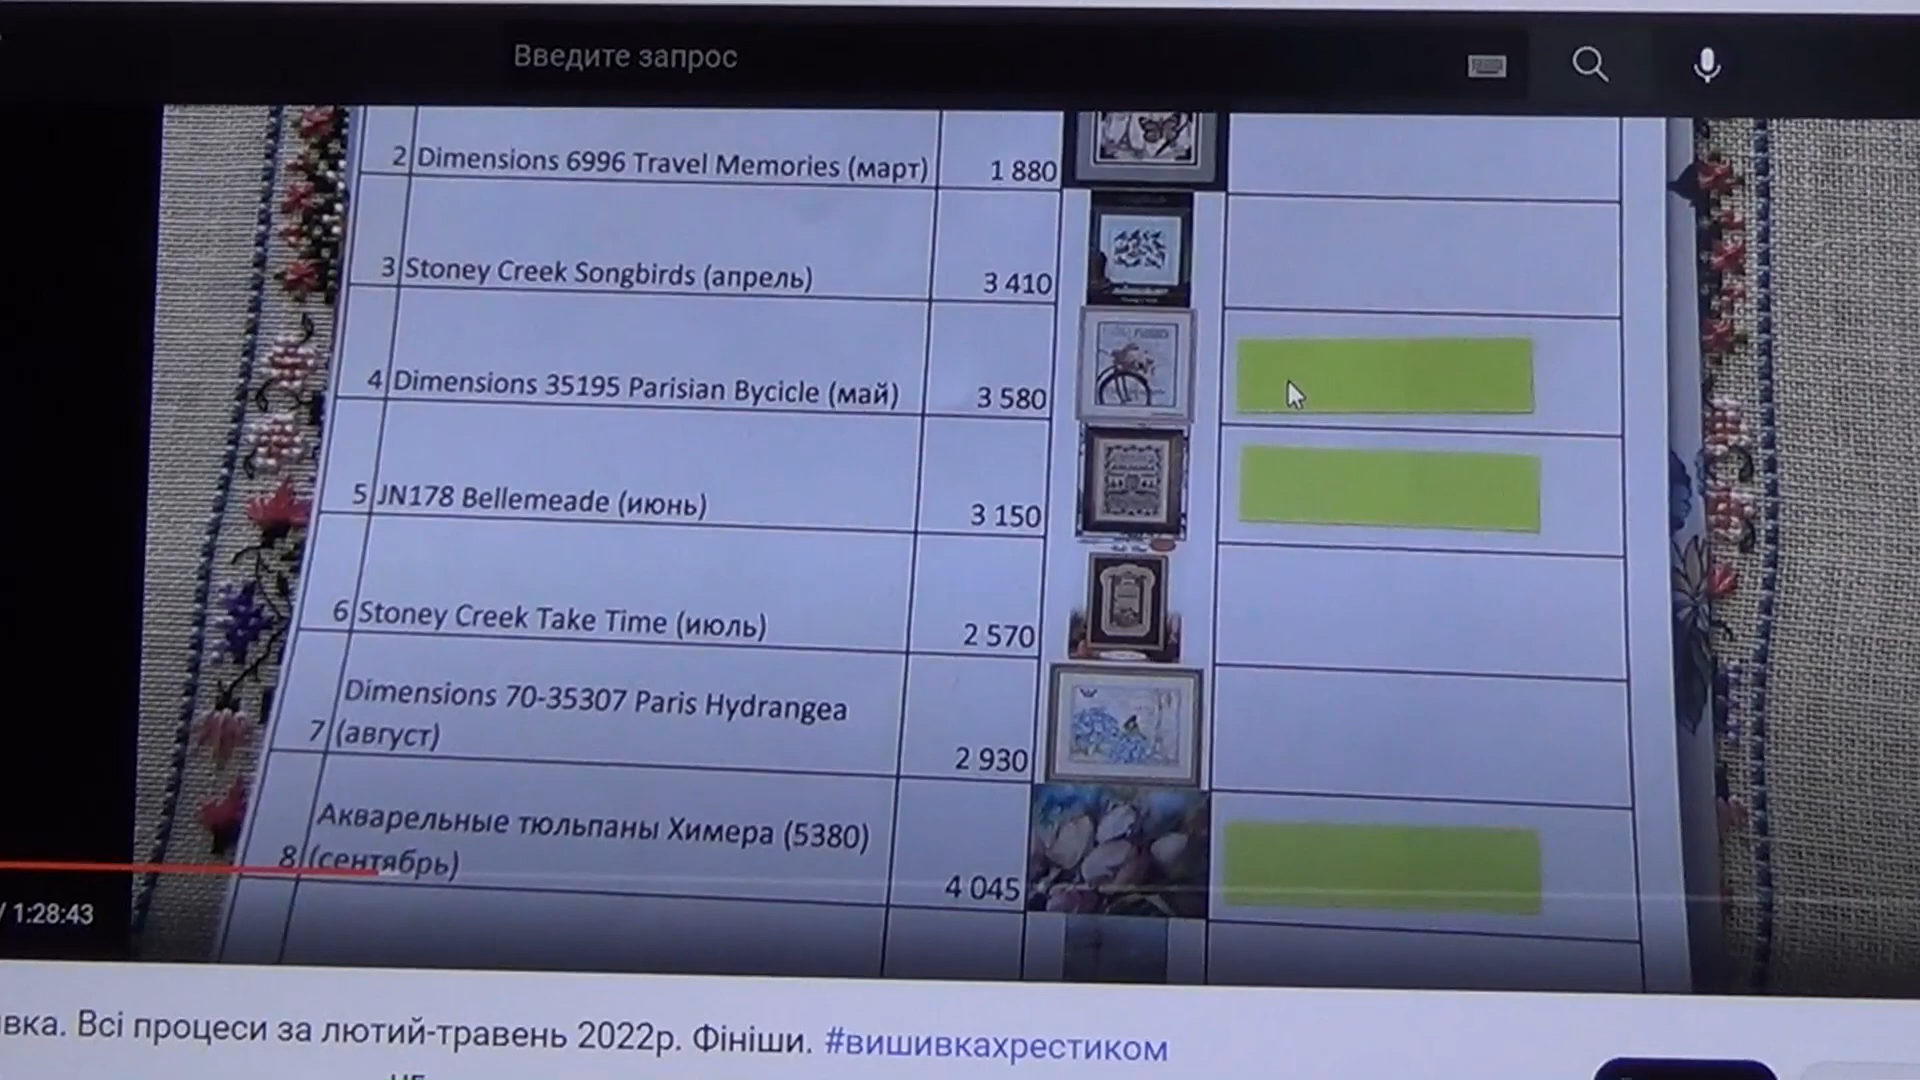 Введите запрос
2 Dimensions 6996 Travel Memories (март) 1 880
3 Stoney Creek Songbirds (апрель) 3 410
4 Dimensions 35195 Parisian Bycicle (май) 3 580
5 JN178 Bellemeade (июнь) 3 150
6 Stoney Creek Take Time (июль) 2 570
Dimensions 70-35307 Paris Hydrangea
7 (август) 2 930
Акварельные тюльпаны Химера (5380)
8 (сентябрь) 4 045
/ 1:28:43
Всі процеси за лютий-травень 2022р. Фініши. #вишивкахрестиком